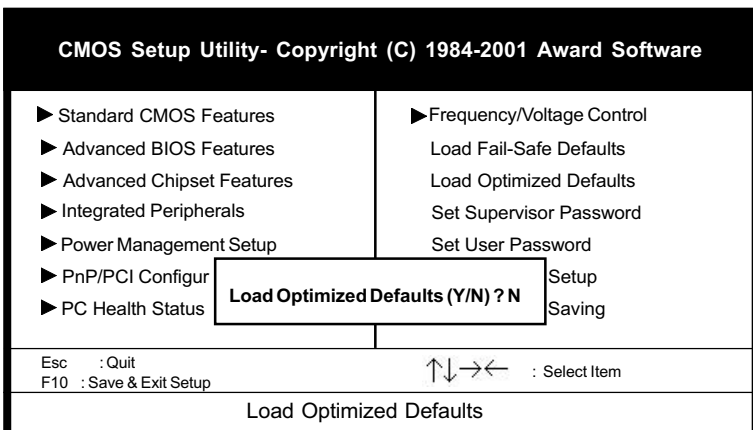 CMOS Setup Utility- Copyright (C) 1984-2001 Award Software
Standard CMOS Features
Advanced BIOS Features
Advanced Chipset Features
Integrated Peripherals
Power Management Setup
PnP/PCI Configur
PC Health Status
Frequency/Voltage Control
Load Fail-Safe Defaults
Load Optimized Defaults
Set Supervisor Password
Set User Password
Setup
Saving
Load Optimized Defaults (Y/N) ? N
Esc : Quit
F10 : Save & Exit Setup
↑↓→← : Select Item
Load Optimized Defaults